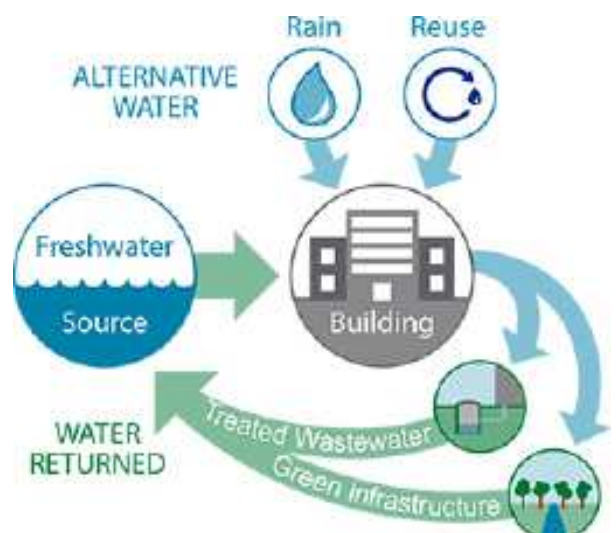 Rain
Reuse
ALTERNATIVE
WATER
Freshwater
Source
Building
Treated Wastewater
Green Infrastructure
WATER
RETURNED